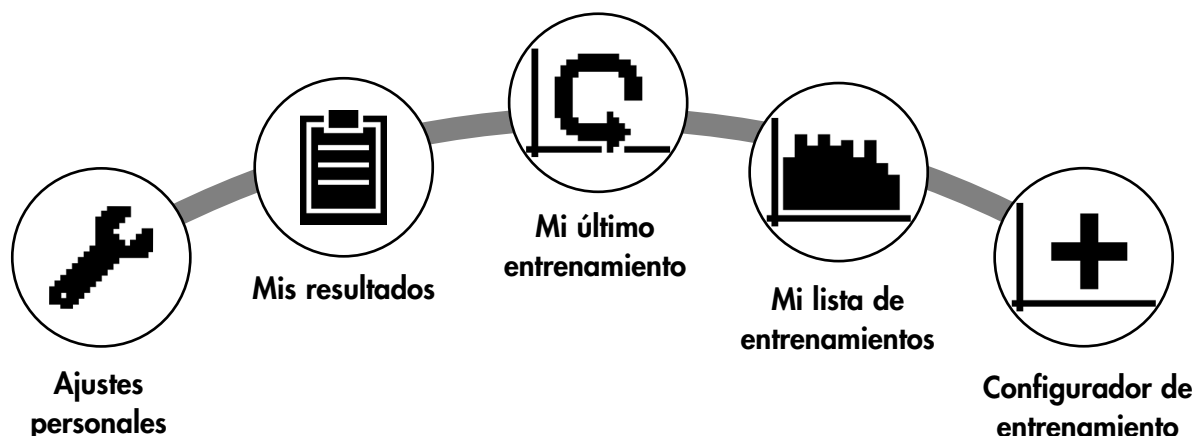 Ajustes
personales
Mis resultados
Mi último
entrenamiento
Mi lista de
entrenamientos
Configurador de
entrenamiento